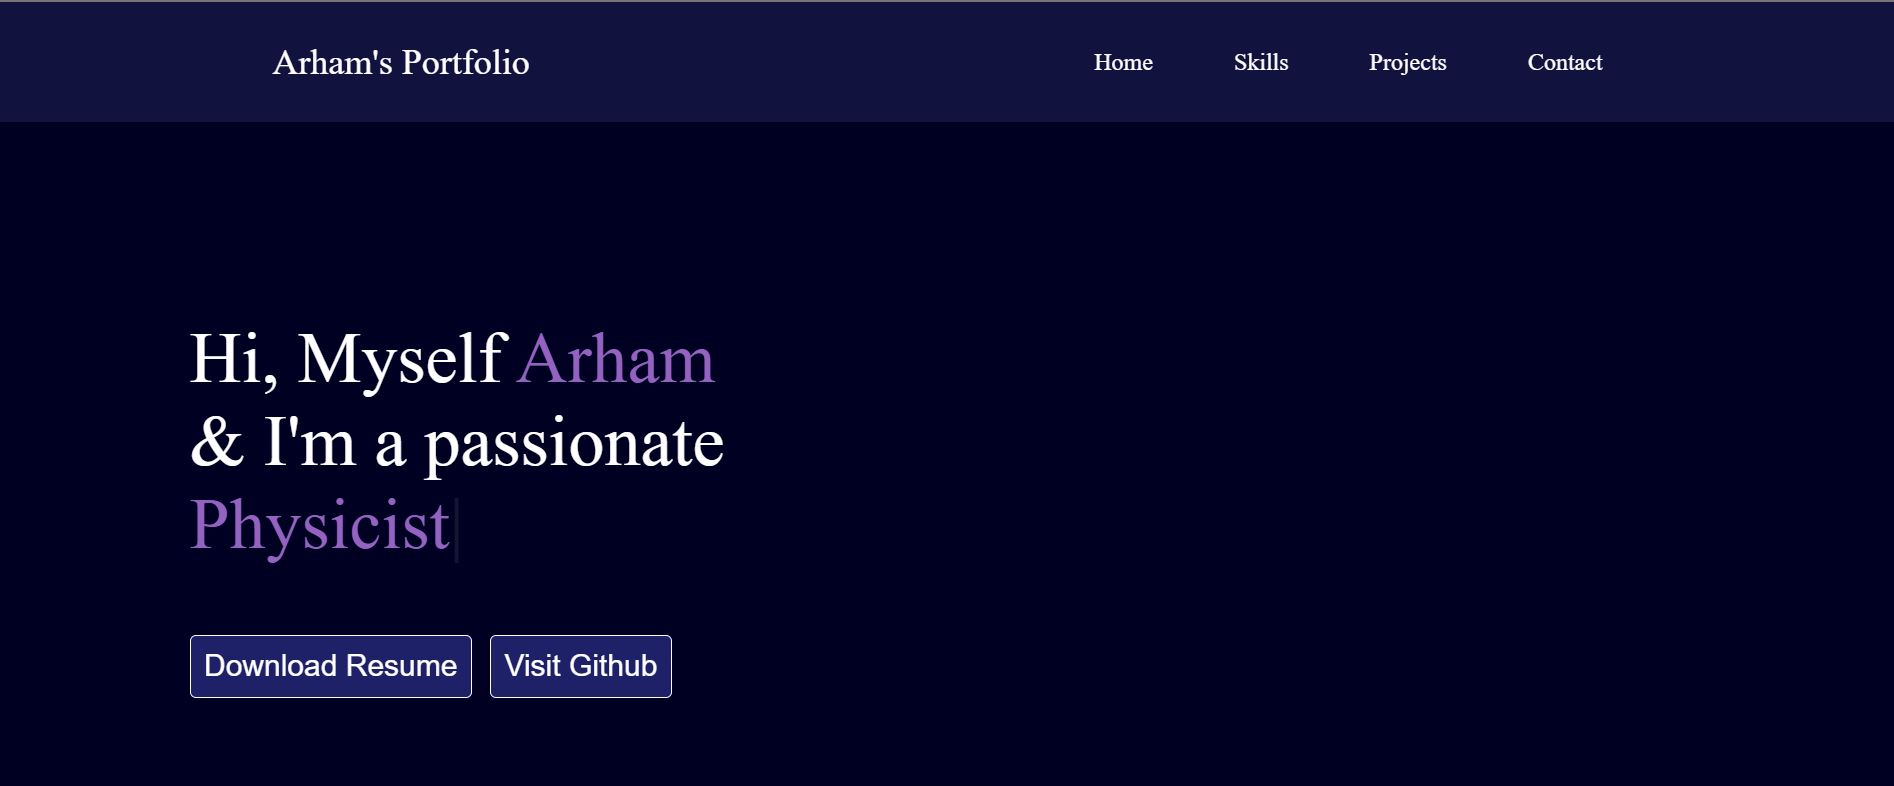 Arham's Portfolio Home Skills Projects Contact
Hi, Myself Arham
& I'm a passionate
Physicist
Download Resume Visit Github